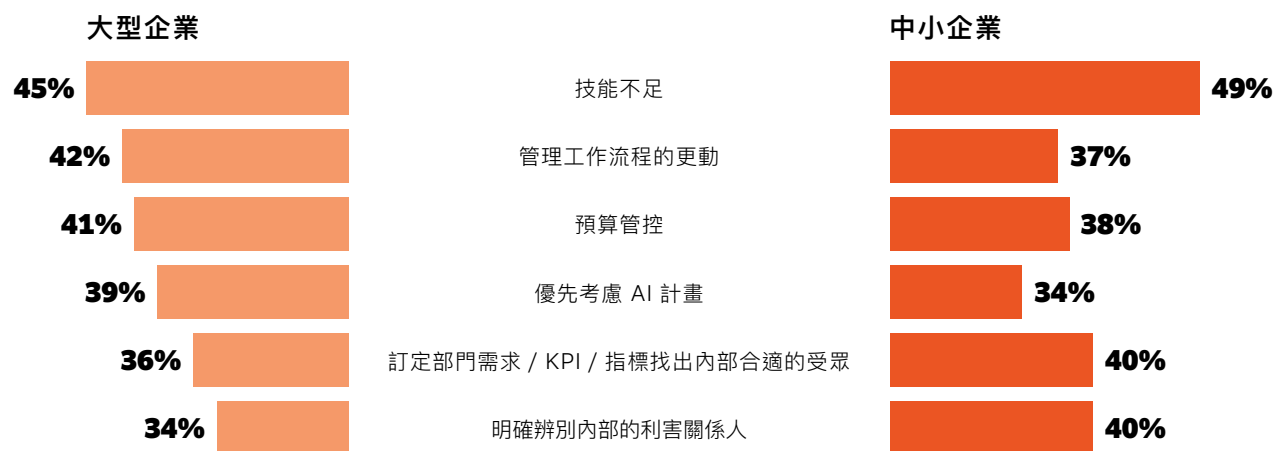 大型企業 中小企業
45% 技能不足 49%
42% 管理工作流程的更動 37%
41% 預算管控 38%
39% 優先考慮 AI 計畫 34%
36% 訂定部門需求 / KPI / 指標找出內部合適的受眾 40%
34% 明確辨別內部的利害關係人 40%